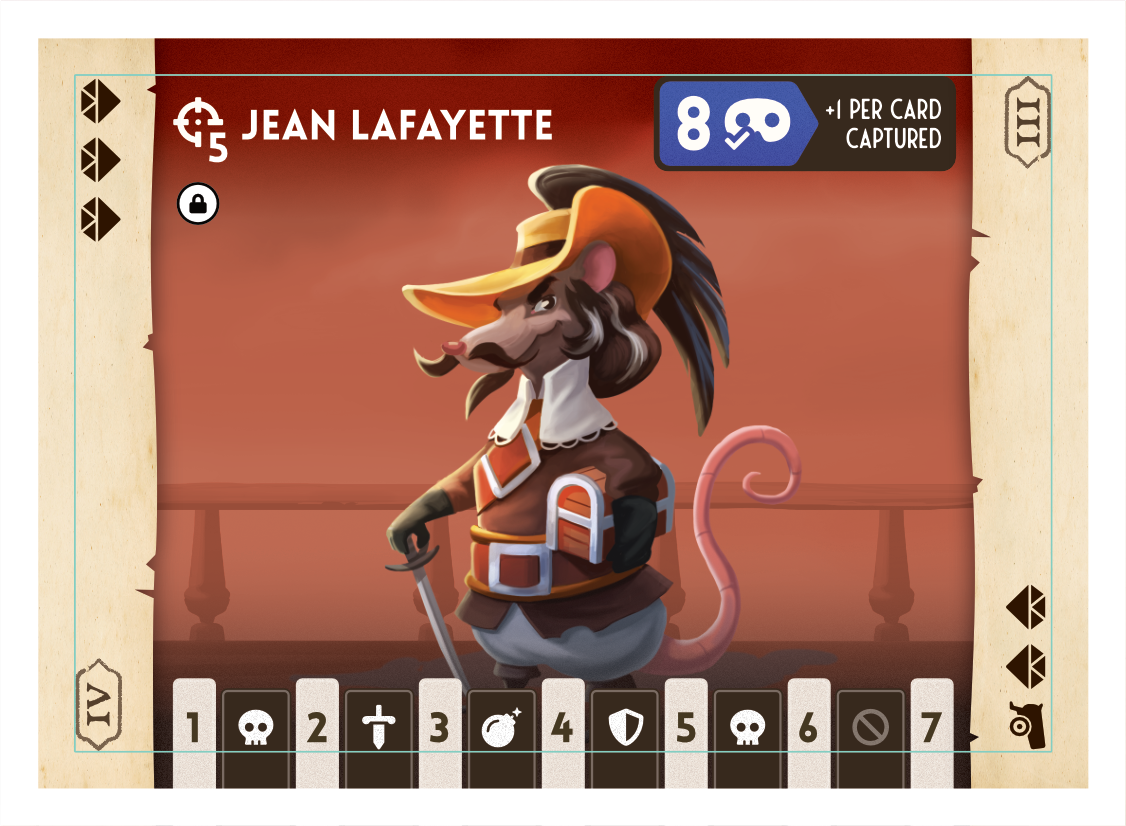 5 JEAN LAFAYETTE
8
+1 PER CARD
CAPTURED
III
IV
1 2 3 4 5 6 7